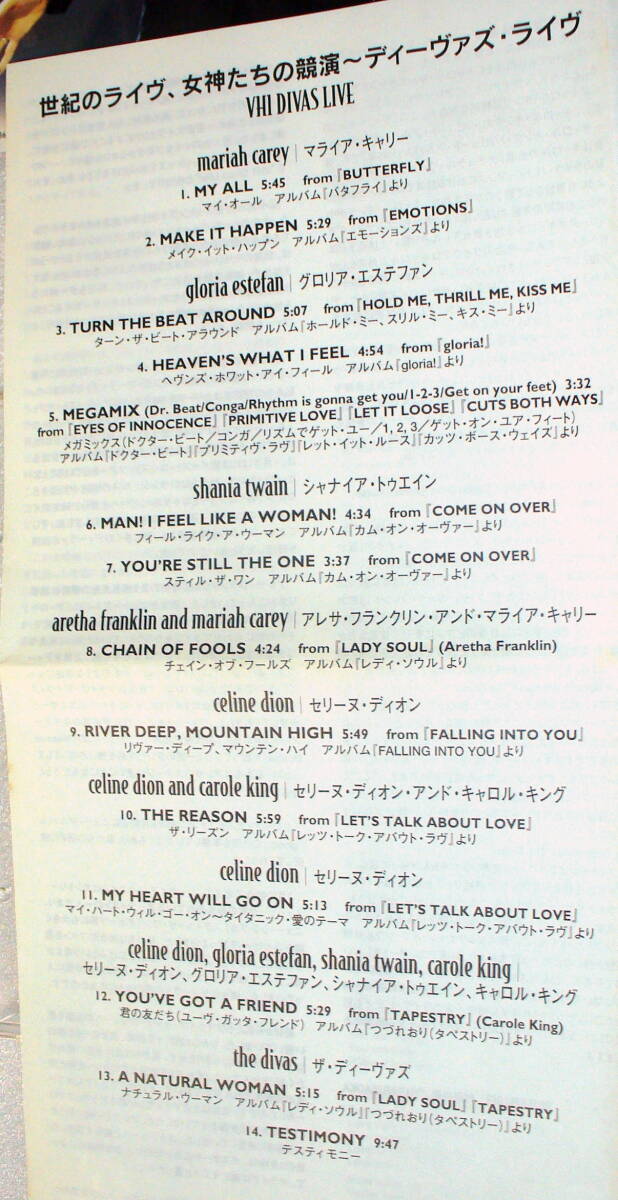 世紀のライヴ、女神たちの競演〜ディーヴァズ・ライヴ
VH1 DIVAS LIVE
mariah carey | マライア・キャリー
1. MY ALL 5:45 from『BUTTERFLY』
マイ・オール アルバム『バタフライ』より
2. MAKE IT HAPPEN 5:29 from『EMOTIONS』
メイク・イット・ハップン アルバム『エモーションズ』より
gloria estefan | グロリア・エステファン
3. TURN THE BEAT AROUND 5:07 from『HOLD ME, THRILL ME, KISS ME』
ターン・ザ・ビート・アラウンド アルバム『ホールド・ミー、スリル・ミー、キス・ミー』より
4. HEAVEN'S WHAT I FEEL 4:54 from『gloria!』
ヘヴンズ・ホワット・アイ・フィール アルバム『gloria!』より
5. MEGAMIX (Dr. Beat/Conga/Rhythm is gonna get you/1-2-3/Get on your feet) 3:32
from『EYES OF INNOCENCE』『PRIMITIVE LOVE』『LET IT LOOSE』『CUTS BOTH WAYS』
メガミックス(ドクター・ビート/コンガ/リズムでゲット・ユー/1, 2, 3/ゲット・オン・ユア・フィート)
アルバム『ドクター・ビート』『プリミティヴ・ラヴ』『レット・イット・ルース』『カッツ・ボース・ウェイズ』より
shania twain | シャナイア・トゥエイン
6. MAN! I FEEL LIKE A WOMAN! 4:34 from『COME ON OVER』
フィール・ライク・ア・ウーマン アルバム『カム・オン・オーヴァー』より
7. YOU'RE STILL THE ONE 3:37 from『COME ON OVER』
スティル・ザ・ワン アルバム『カム・オン・オーヴァー』より
aretha franklin and mariah carey | アレサ・フランクリン・アンド・マライア・キャリー
8. CHAIN OF FOOLS 4:24 from『LADY SOUL』(Aretha Franklin)
チェイン・オブ・フールズ アルバム『レディ・ソウル』より
celine dion | セリーヌ・ディオン
9. RIVER DEEP, MOUNTAIN HIGH 5:49 from『FALLING INTO YOU』
リヴァー・ディープ、マウンテン・ハイ アルバム『FALLING INTO YOU』より
celine dion and carole king | セリーヌ・ディオン・アンド・キャロル・キング
10. THE REASON 5:59 from『LET'S TALK ABOUT LOVE』
ザ・リーズン アルバム『レッツ・トーク・アバウト・ラヴ』より
celine dion | セリーヌ・ディオン
11. MY HEART WILL GO ON 5:13 from『LET'S TALK ABOUT LOVE』
マイ・ハート・ウィル・ゴー・オン〜タイタニック・愛のテーマ アルバム『レッツ・トーク・アバウト・ラヴ』より
celine dion, gloria estefan, shania twain, carole king |
セリーヌ・ディオン、グロリア・エステファン、シャナイア・トゥエイン、キャロル・キング
12. YOU'VE GOT A FRIEND 5:29 from『TAPESTRY』(Carole King)
君の友だち(ユーヴ・ガッタ・フレンド) アルバム『つづれおり(タペストリー)』より
the divas | ザ・ディーヴァズ
13. A NATURAL WOMAN 5:15 from『LADY SOUL』『TAPESTRY』
ナチュラル・ウーマン アルバム『レディ・ソウル』『つづれおり(タペストリー)』より
14. TESTIMONY 9:47
テスティモニー